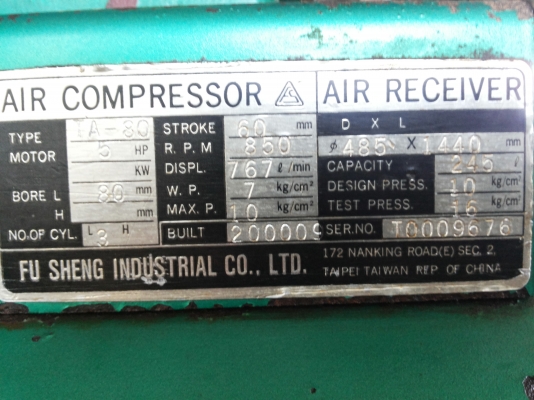 AIR COMPRESSOR AIR RECEIVER
TYPE TA-80 STROKE 60 mm D X L
MOTOR 5 HP R.P.M 850 φ 485 X 1440 mm
KW DISPL. 767 ℓ/min CAPACITY 245 ℓ
BORE L 80 mm W.P. 7 kg/cm² DESIGN PRESS. 10 kg/cm²
H mm MAX. P. 10 kg/cm² TEST PRESS. 16 kg/cm²
NO.OF CYL. L 3 H BUILT 200009 SER.NO. T0009676
FU SHENG INDUSTRIAL CO., LTD. 172 NANKING ROAD(E) SEC. 2,
TAIPEI TAIWAN REP OF CHINA